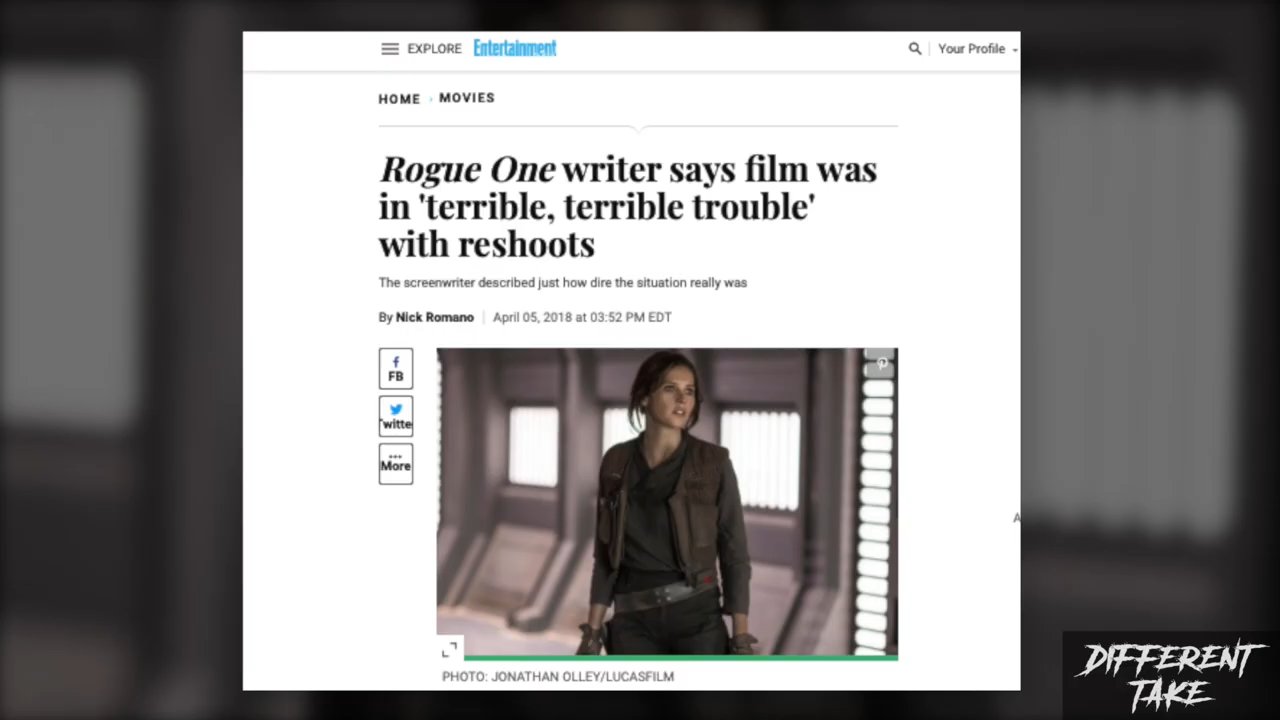 EXPLORE Entertainment Your Profile
HOME › MOVIES
Rogue One writer says film was
in 'terrible, terrible trouble'
with reshoots
The screenwriter described just how dire the situation really was
By Nick Romano | April 05, 2018 at 03:52 PM EDT
FB
Twitte
More
A
PHOTO: JONATHAN OLLEY/LUCASFILM
DIFFERENT
TAKE